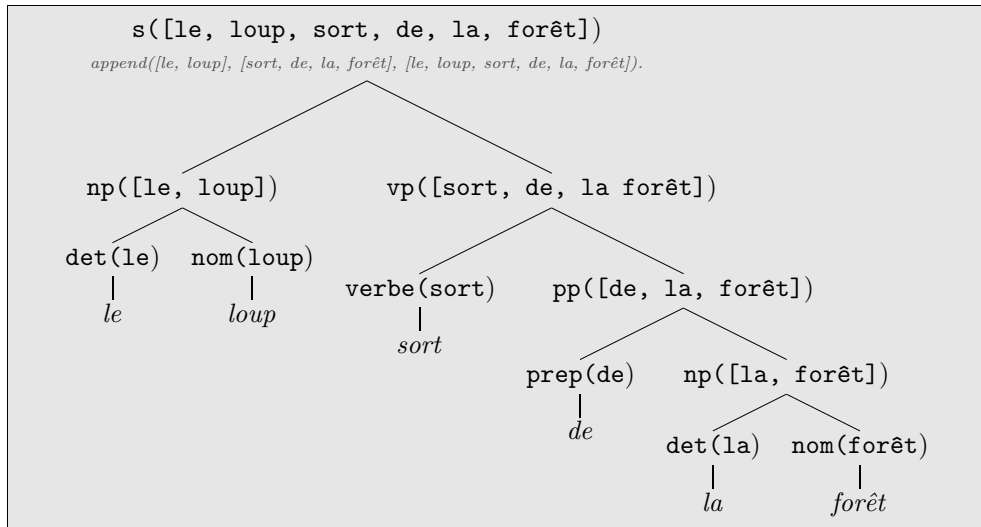 s([le, loup, sort, de, la, forêt])
append([le, loup], [sort, de, la, forêt], [le, loup, sort, de, la, forêt]).
np([le, loup]) vp([sort, de, la forêt])
det(le) nom(loup)
verbe(sort) pp([de, la, forêt])
le loup
sort
prep(de) np([la, forêt])
de
det(la) nom(forêt)
la forêt